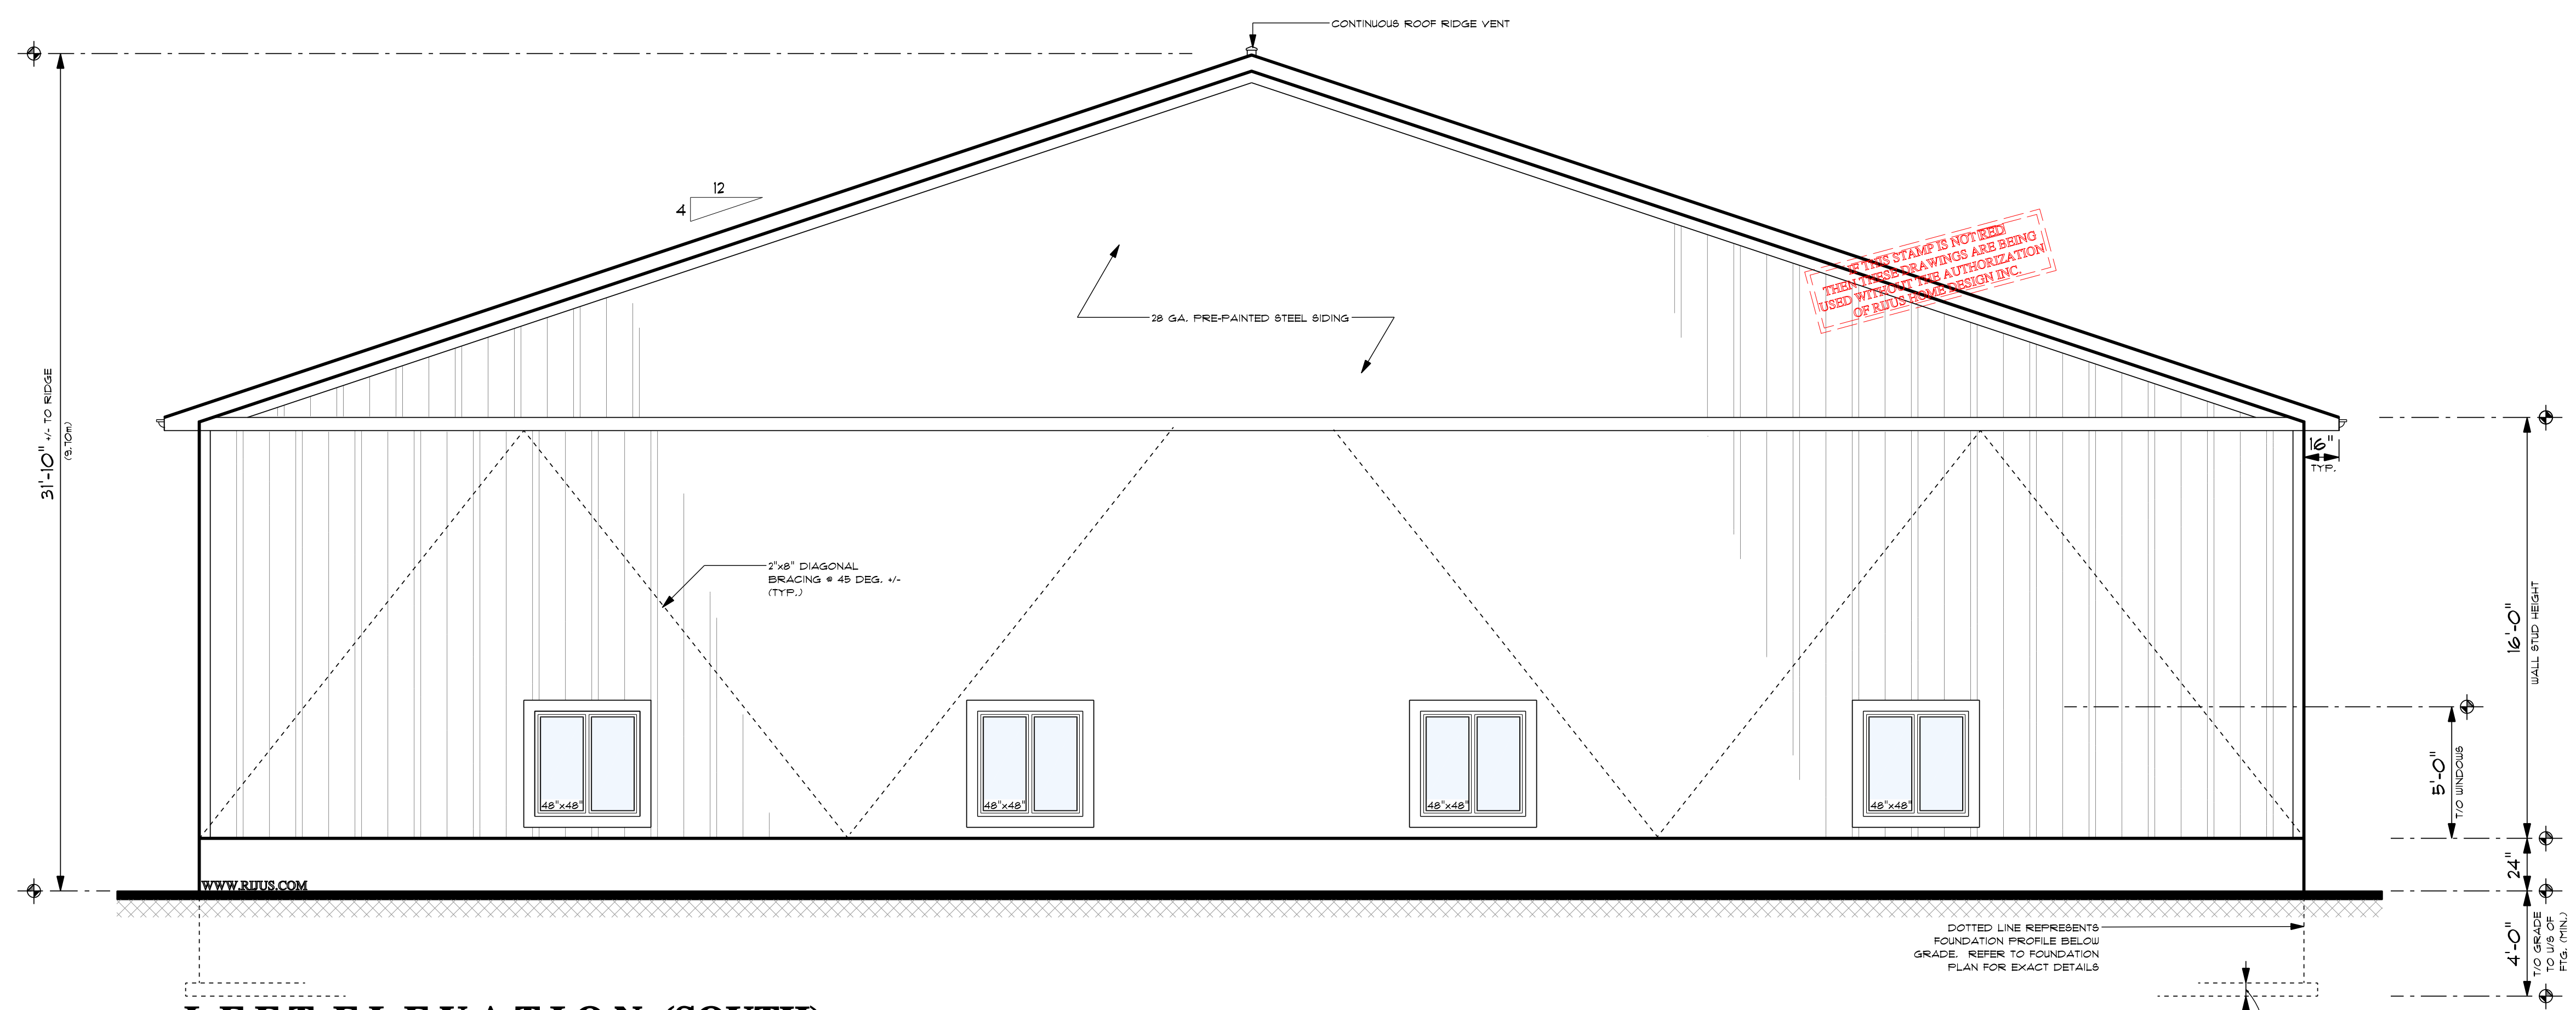 CONTINUOUS ROOF RIDGE VENT
12
4
IF THIS STAMP IS NOT RED
THEN THESE DRAWINGS ARE BEING
USED WITHOUT THE AUTHORIZATION
OF RIJUS HOME DESIGN INC.
28 GA. PRE-PAINTED STEEL SIDING
31'-10" +/- TO RIDGE
(9.70m)
16"
TYP.
2"x8" DIAGONAL
BRACING @ 45 DEG. +/-
(TYP.)
16'-0"
WALL STUD HEIGHT
5'-0"
T/O WINDOWS
48"x48"
48"x48"
48"x48"
48"x48"
24"
WWW.RIJUS.COM
DOTTED LINE REPRESENTS
FOUNDATION PROFILE BELOW
GRADE. REFER TO FOUNDATION
PLAN FOR EXACT DETAILS
4'-0"
T/O GRADE
TO U/S OF
FTG. (MIN.)
LEFT ELEVATION (SOUTH)